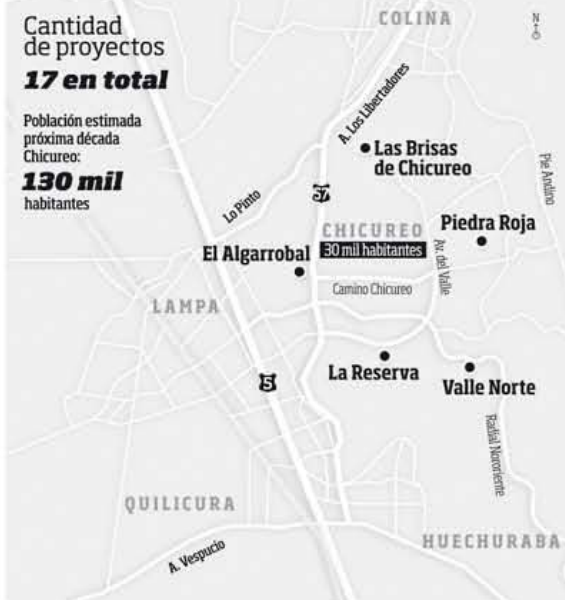 Cantidad
de proyectos
17 en total
Población estimada
próxima década
Chicureo:
130 mil
habitantes
COLINA
N
A. Los Libertadores
Las Brisas
de Chicureo
Pie Andino
57
Lo Pinto
CHICUREO
30 mil habitantes
Piedra Roja
El Algarrobal
Av. del Valle
Camino Chicureo
LAMPA
La Reserva
Valle Norte
5
Radial Nororiente
QUILICURA
A. Vespucio
HUECHURABA